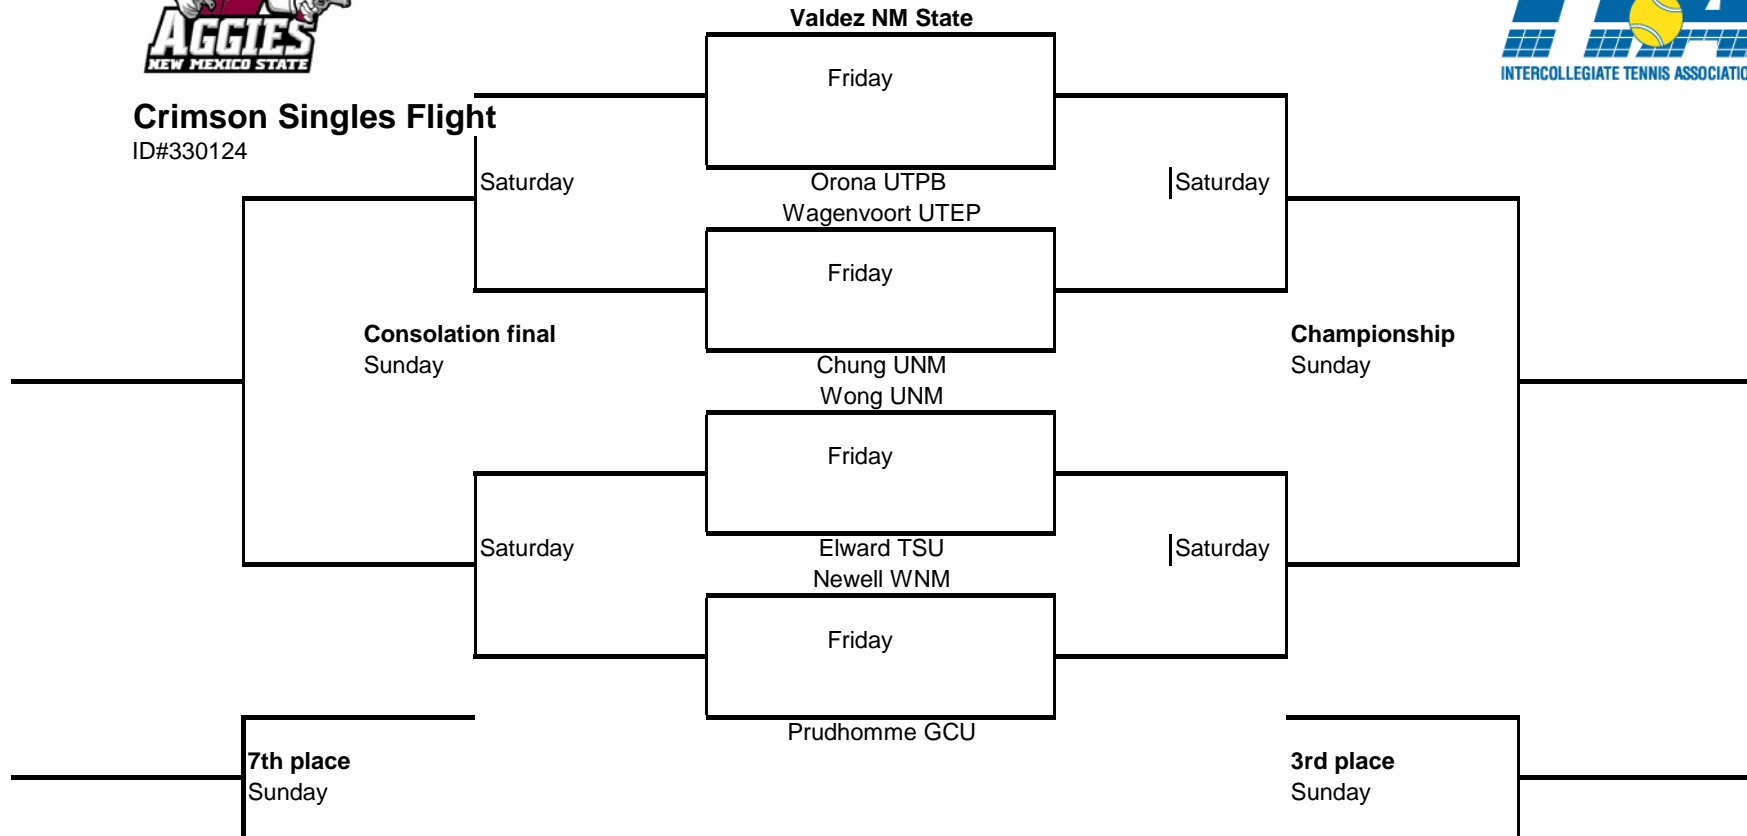 AGGIES
NEW MEXICO STATE
INTERCOLLEGIATE TENNIS ASSOCIATIO
Crimson Singles Flight
ID#330124
Valdez NM State
Friday
Orona UTPB
Saturday
Saturday
Wagenvoort UTEP
Friday
Chung UNM
Consolation final
Sunday
Championship
Sunday
Wong UNM
Friday
Elward TSU
Saturday
Saturday
Newell WNM
Friday
Prudhomme GCU
7th place
Sunday
3rd place
Sunday